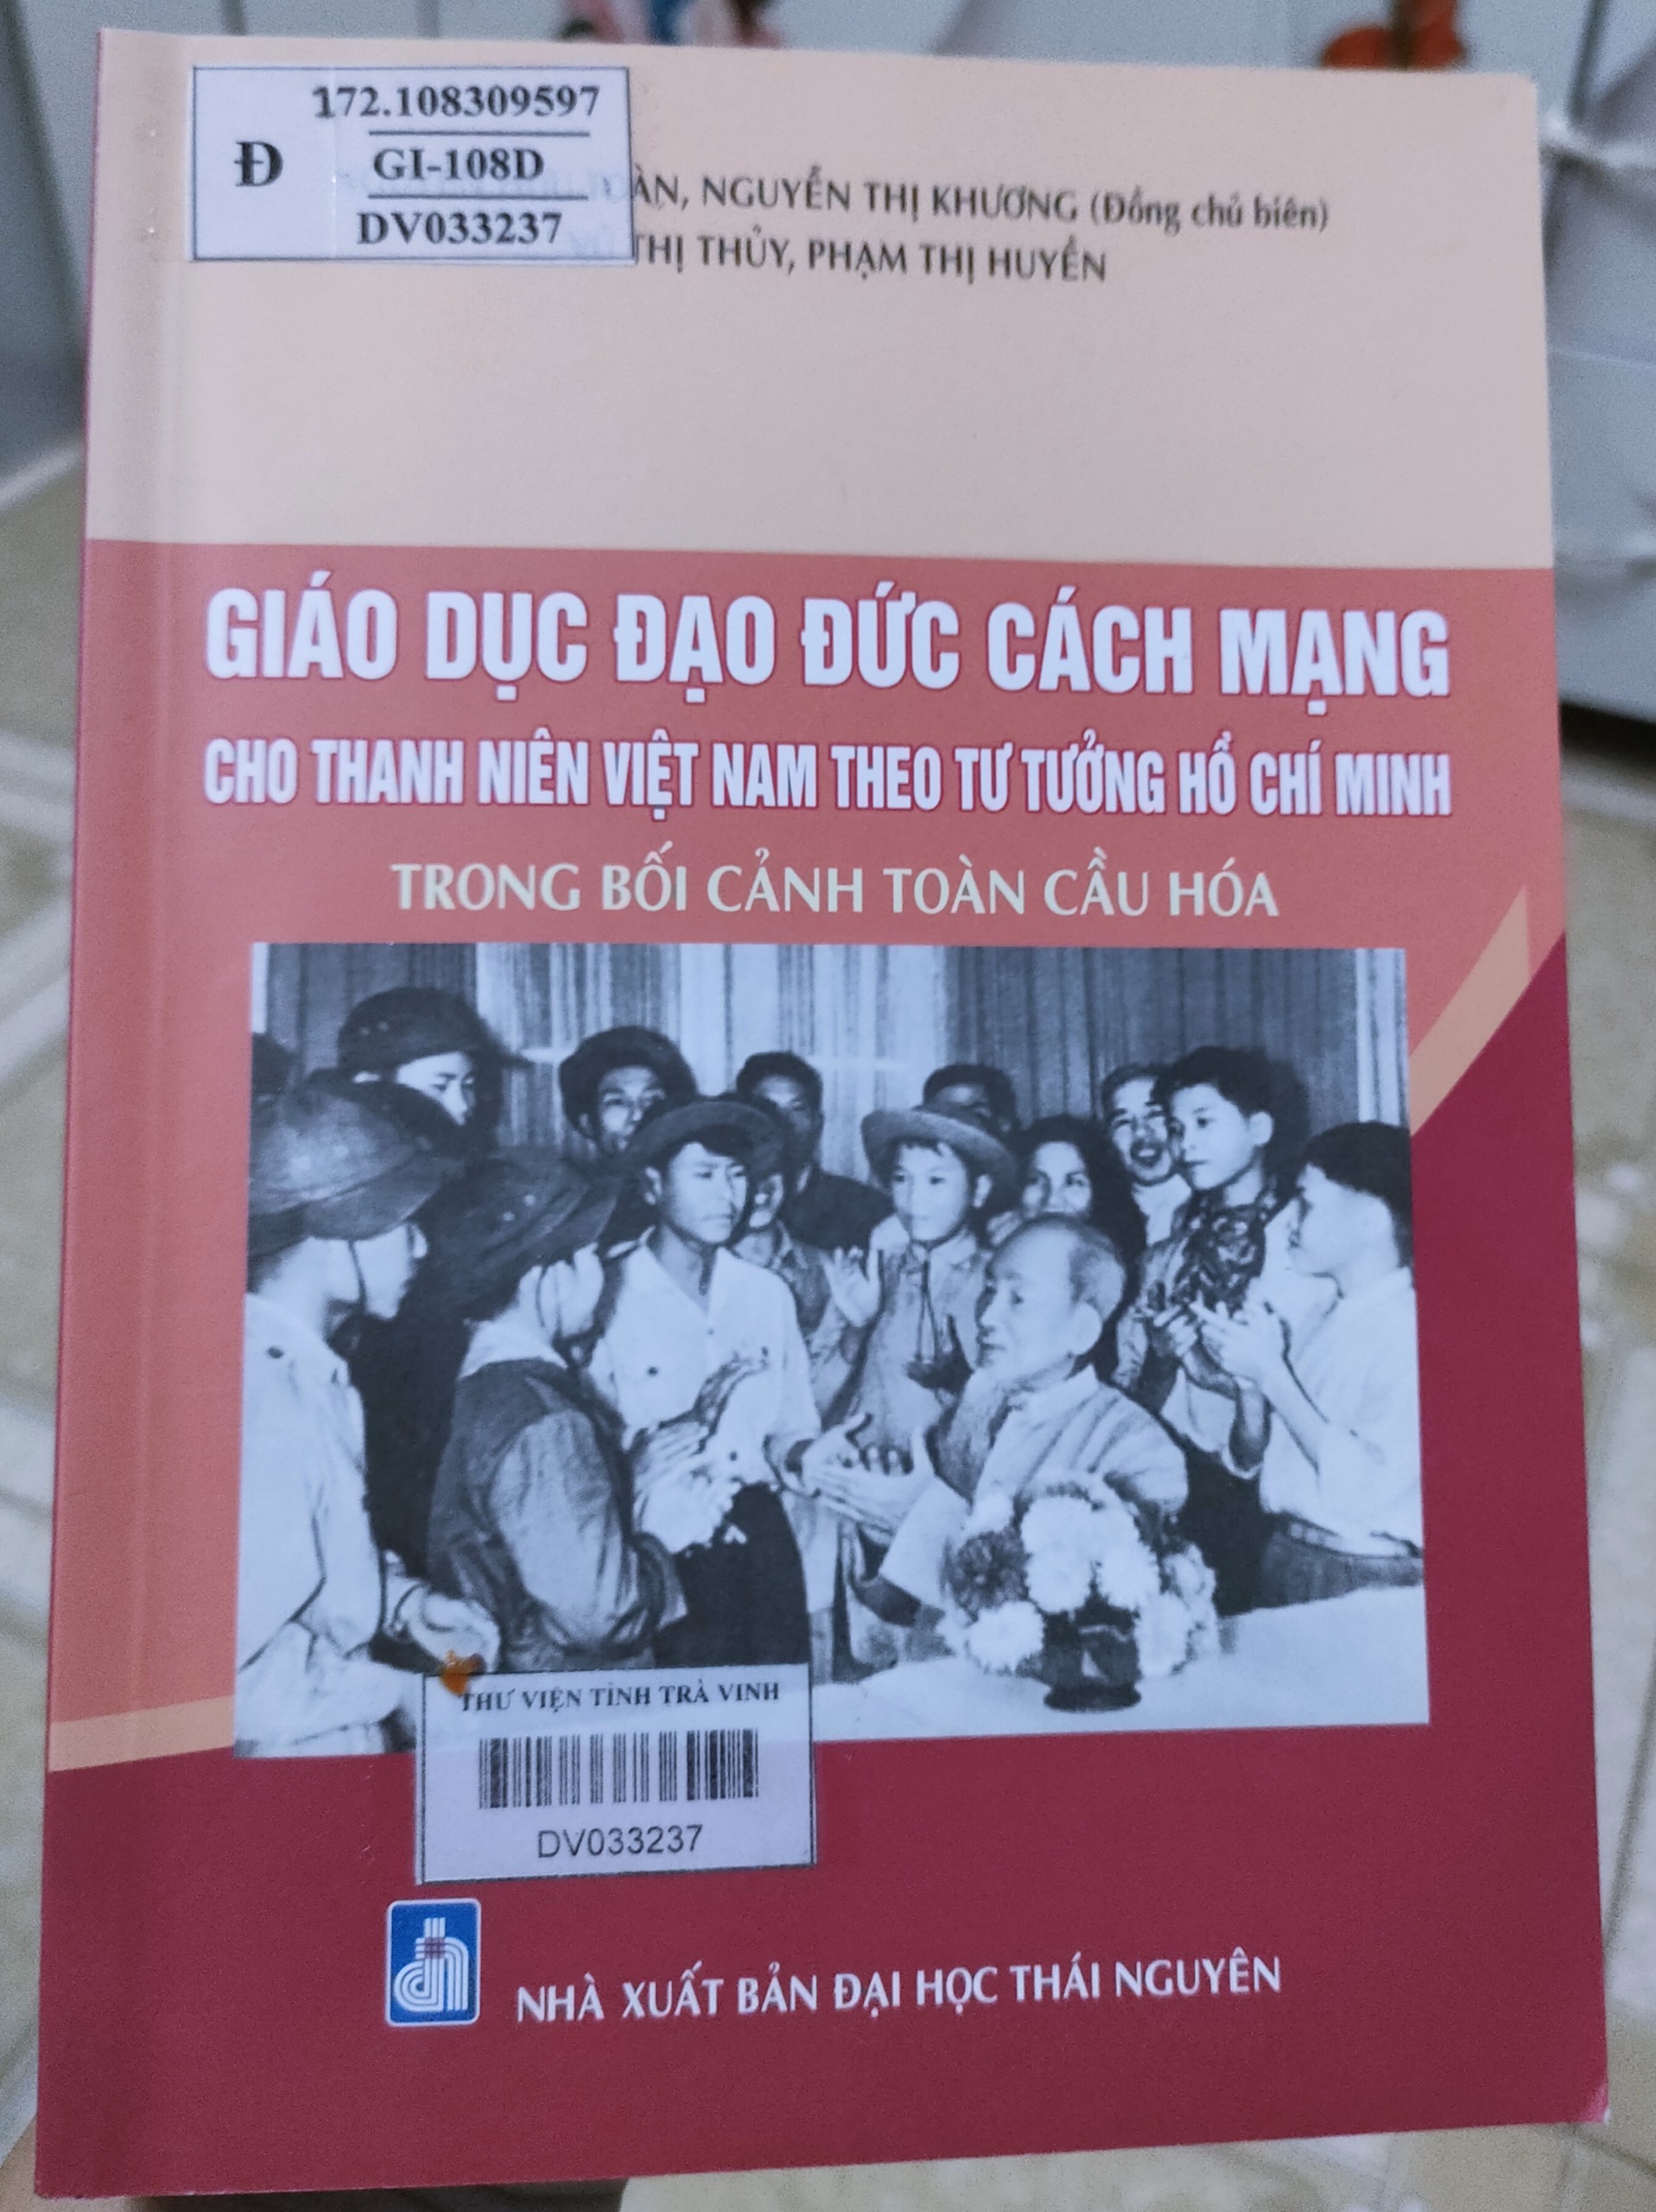 172.108309597
Đ
GI-108D
DV033237
NGUYỄN THỊ KHƯƠNG (Đồng chủ biên)
THỊ THỦY, PHẠM THỊ HUYỀN
GIÁO DỤC ĐẠO ĐỨC CÁCH MẠNG
CHO THANH NIÊN VIỆT NAM THEO TƯ TƯỞNG HỒ CHÍ MINH
TRONG BỐI CẢNH TOÀN CẦU HÓA
THƯ VIỆN TỈNH TRÀ VINH
DV033237
NHÀ XUẤT BẢN ĐẠI HỌC THÁI NGUYÊN